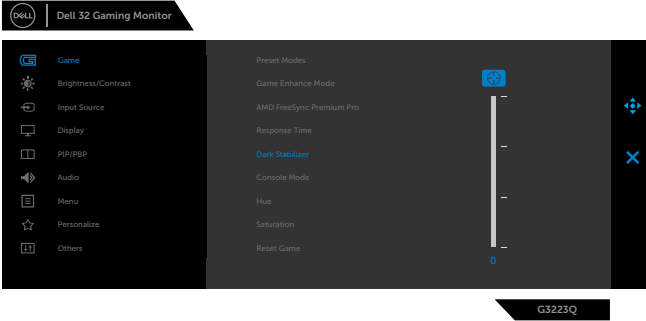 DELL
Dell 32 Gaming Monitor
Game
Brightness/Contrast
Input Source
Display
PIP/PBP
Audio
Menu
Personalize
Others
Preset Modes
Game Enhance Mode
AMD FreeSync Premium Pro
Response Time
Dark Stabilizer
Console Mode
Hue
Saturation
Reset Game
0
G3223Q